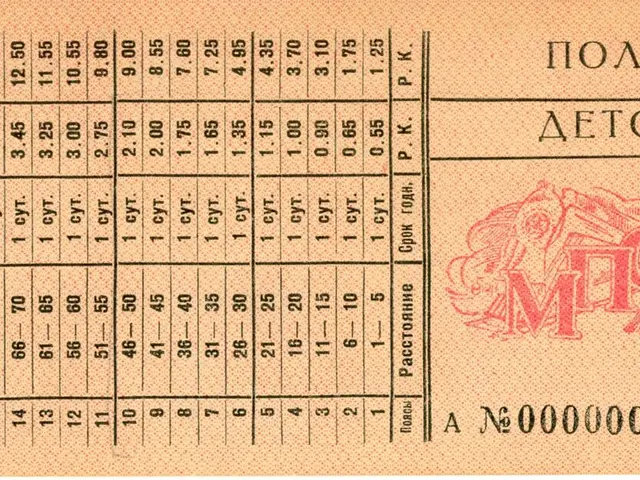 14 66—70 1 сут. 3.45 12.50
13 61—65 1 сут. 3.25 11.55
12 56—60 1 сут. 3.00 10.55
11 51—55 1 сут. 2.75 9.80
10 46—50 1 сут. 2.10 9.00
9 41—45 1 сут. 2.00 8.55
8 36—40 1 сут. 1.75 7.60
7 31—35 1 сут. 1.65 7.25
6 26—30 1 сут. 1.35 4.95
5 21—25 1 сут. 1.15 4.35
4 16—20 1 сут. 1.00 3.70
3 11—15 1 сут. 0.90 3.10
2 6—10 1 сут. 0.65 1.75
1 1—5 1 сут. 0.55 1.25
Поясы Расстояние Срок годн. Р. К. Р. К.
ПОЛ
ДЕТС
МП
А №000000